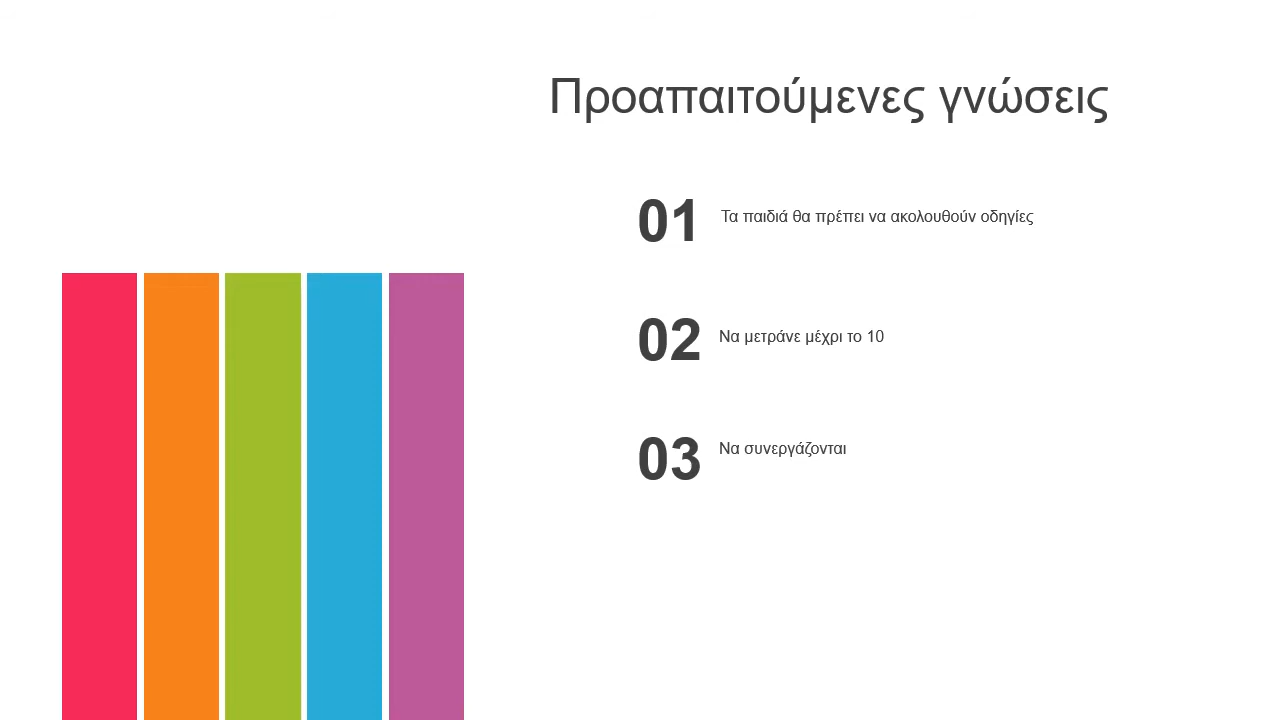 Προαπαιτούμενες γνώσεις
01 Τα παιδιά θα πρέπει να ακολουθούν οδηγίες
02 Να μετράνε μέχρι το 10
03 Να συνεργάζονται